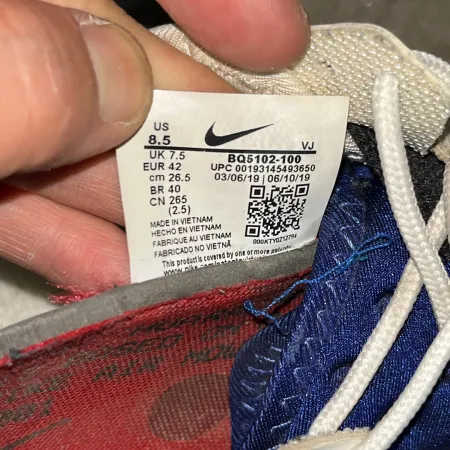 US
8.5
VJ
UK 7.5
BQ5102-100
EUR 42
UPC 00193145493650
cm 26.5
03/06/19 | 06/10/19
BR 40
CN 265
(2.5)
MADE IN VIETNAM
HECHO EN VIETNAM
FABRIQUE AU VIETNAM
FABRICADO NO VIETNÃ
000KTY0212794
This product is covered by one or more patents